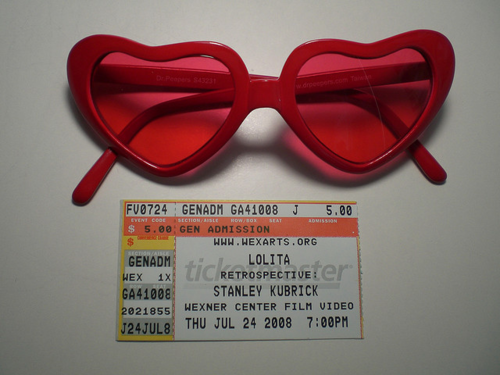 FV0724 GENADM GA41008 J 5.00
EVENT CODE SECTION/AISLE ROW/BOX SEAT ADMISSION
$ 5.00 GEN ADMISSION
$
WWW.WEXARTS.ORG
GENADM
LOLITA
WEX 1X
ticketmaster
RETROSPECTIVE:
GA41008
STANLEY KUBRICK
2021855
WEXNER CENTER FILM VIDEO
J24JUL8
THU JUL 24 2008 7:00PM